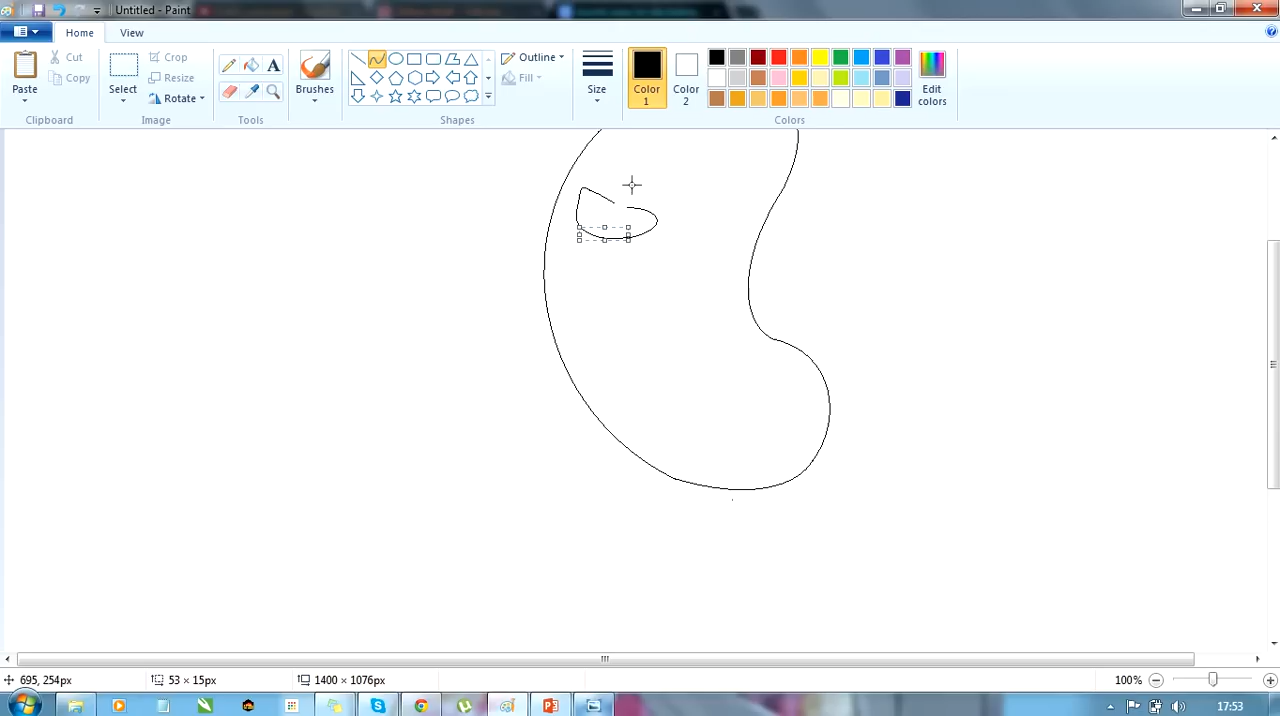 Untitled - Paint
Home
View
Paste
Cut
Copy
Clipboard
Select
Crop
Resize
Rotate
Image
A
Tools
Brushes
Shapes
Outline
Fill
Size
Color
1
Color
2
Edit
colors
Colors
695, 254px
53 × 15px
1400 × 1076px
100%
17:53